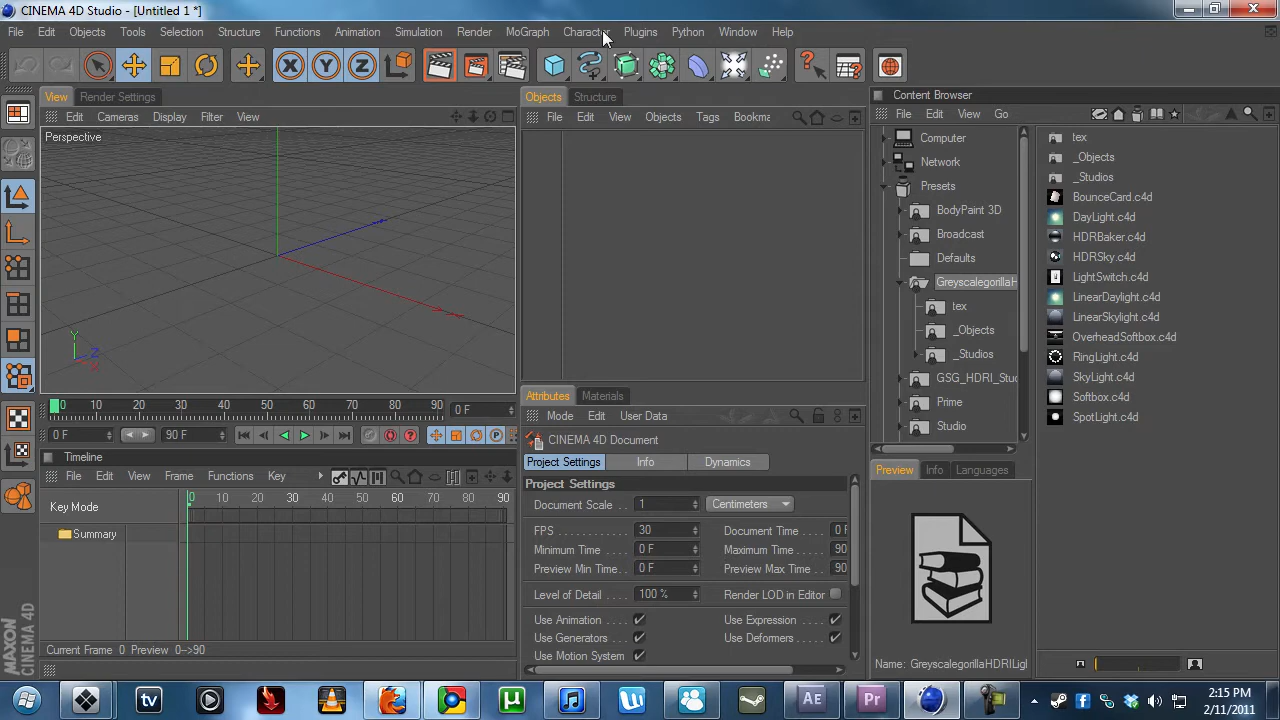 CINEMA 4D Studio - [Untitled 1 *]
File Edit Objects Tools Selection Structure Functions Animation Simulation Render MoGraph Character Plugins Python Window Help
X Y Z
View Render Settings
Edit Cameras Display Filter View
Perspective
Y
Z
X
0 10 20 30 40 50 60 70 80 90 0 F
0 F 90 F P
Timeline
File Edit View Frame Functions Key
Key Mode
0 10 20 30 40 50 60 70 80 90
Summary
Current Frame 0 Preview 0-->90
MAXON
CINEMA 4D
Objects Structure
File Edit View Objects Tags Bookma
Attributes Materials
Mode Edit User Data
CINEMA 4D Document
Project Settings Info Dynamics
Project Settings
Document Scale . . 1 Centimeters
FPS . . . . . . . . . . . 30 Document Time . 0 F
Minimum Time . . . 0 F Maximum Time . . 90
Preview Min Time . 0 F Preview Max Time . 90
Level of Detail . . . 100 % Render LOD in Editor
Use Animation . . . Use Expression . .
Use Generators . . Use Deformers . .
Use Motion System
Content Browser
File Edit View Go
Computer
Network
Presets
BodyPaint 3D
Broadcast
Defaults
GreyscalegorillaH
tex
_Objects
_Studios
GSG_HDRI_Stu
Prime
Studio
tex
_Objects
_Studios
BounceCard.c4d
DayLight.c4d
HDRBaker.c4d
HDRSky.c4d
LightSwitch.c4d
LinearDaylight.c4d
LinearSkylight.c4d
OverheadSoftbox.c4d
RingLight.c4d
SkyLight.c4d
Softbox.c4d
SpotLight.c4d
Preview Info Languages
Name: GreyscalegorillaHDRILigl
tv µ W Ae Pr
2:15 PM
2/11/2011